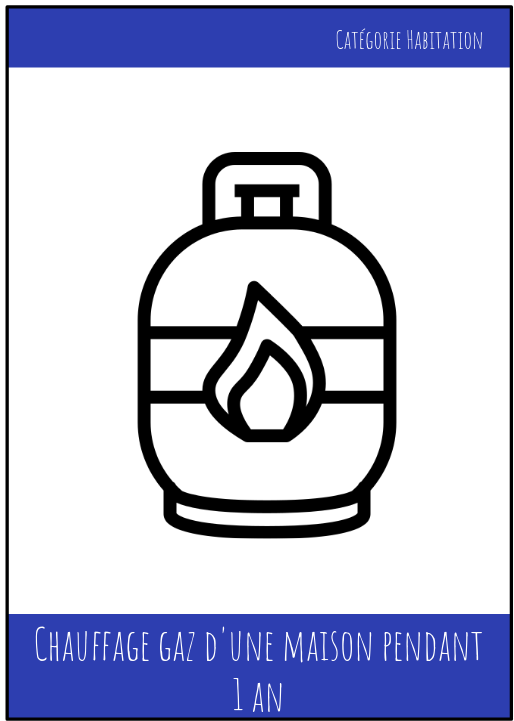 Catégorie Habitation
Chauffage gaz d'une maison pendant
1 an